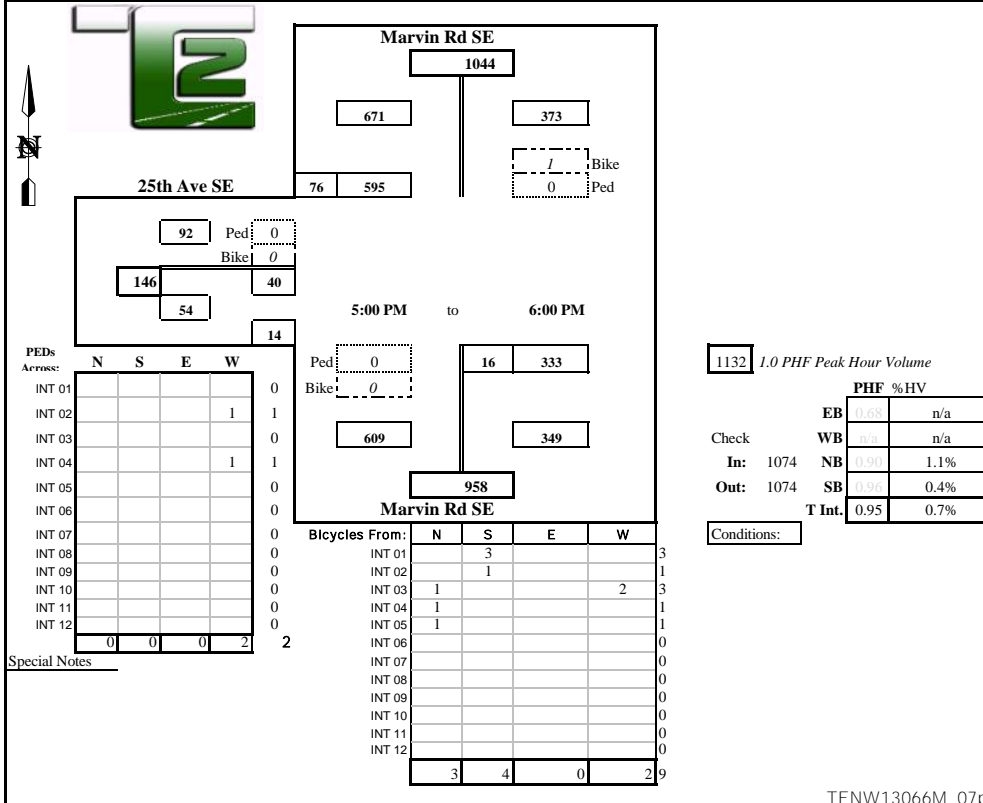 TE2
Marvin Rd SE
1044
671 373
1 Bike
25th Ave SE 76 595 0 Ped
92 Ped 0
Bike 0
146 40
54 5:00 PM to 6:00 PM
14
PEDs
Across: N S E W
INT 01 0
INT 02 1 1
INT 03 0
INT 04 1 1
INT 05 0
INT 06 0
INT 07 0
INT 08 0
INT 09 0
INT 10 0
INT 11 0
INT 12 0
0 0 0 2 2
Special Notes
Ped 0 16 333
Bike 0
609 349
958
Marvin Rd SE
Bicycles From: N S E W
INT 01 3 3
INT 02 1 1
INT 03 1 2 3
INT 04 1 1
INT 05 1 1
INT 06 0
INT 07 0
INT 08 0
INT 09 0
INT 10 0
INT 11 0
INT 12 0
3 4 0 2 9
1132 1.0 PHF Peak Hour Volume
PHF %HV
EB 0.68 n/a
Check WB n/a n/a
In: 1074 NB 0.90 1.1%
Out: 1074 SB 0.96 0.4%
T Int. 0.95 0.7%
Conditions:
N